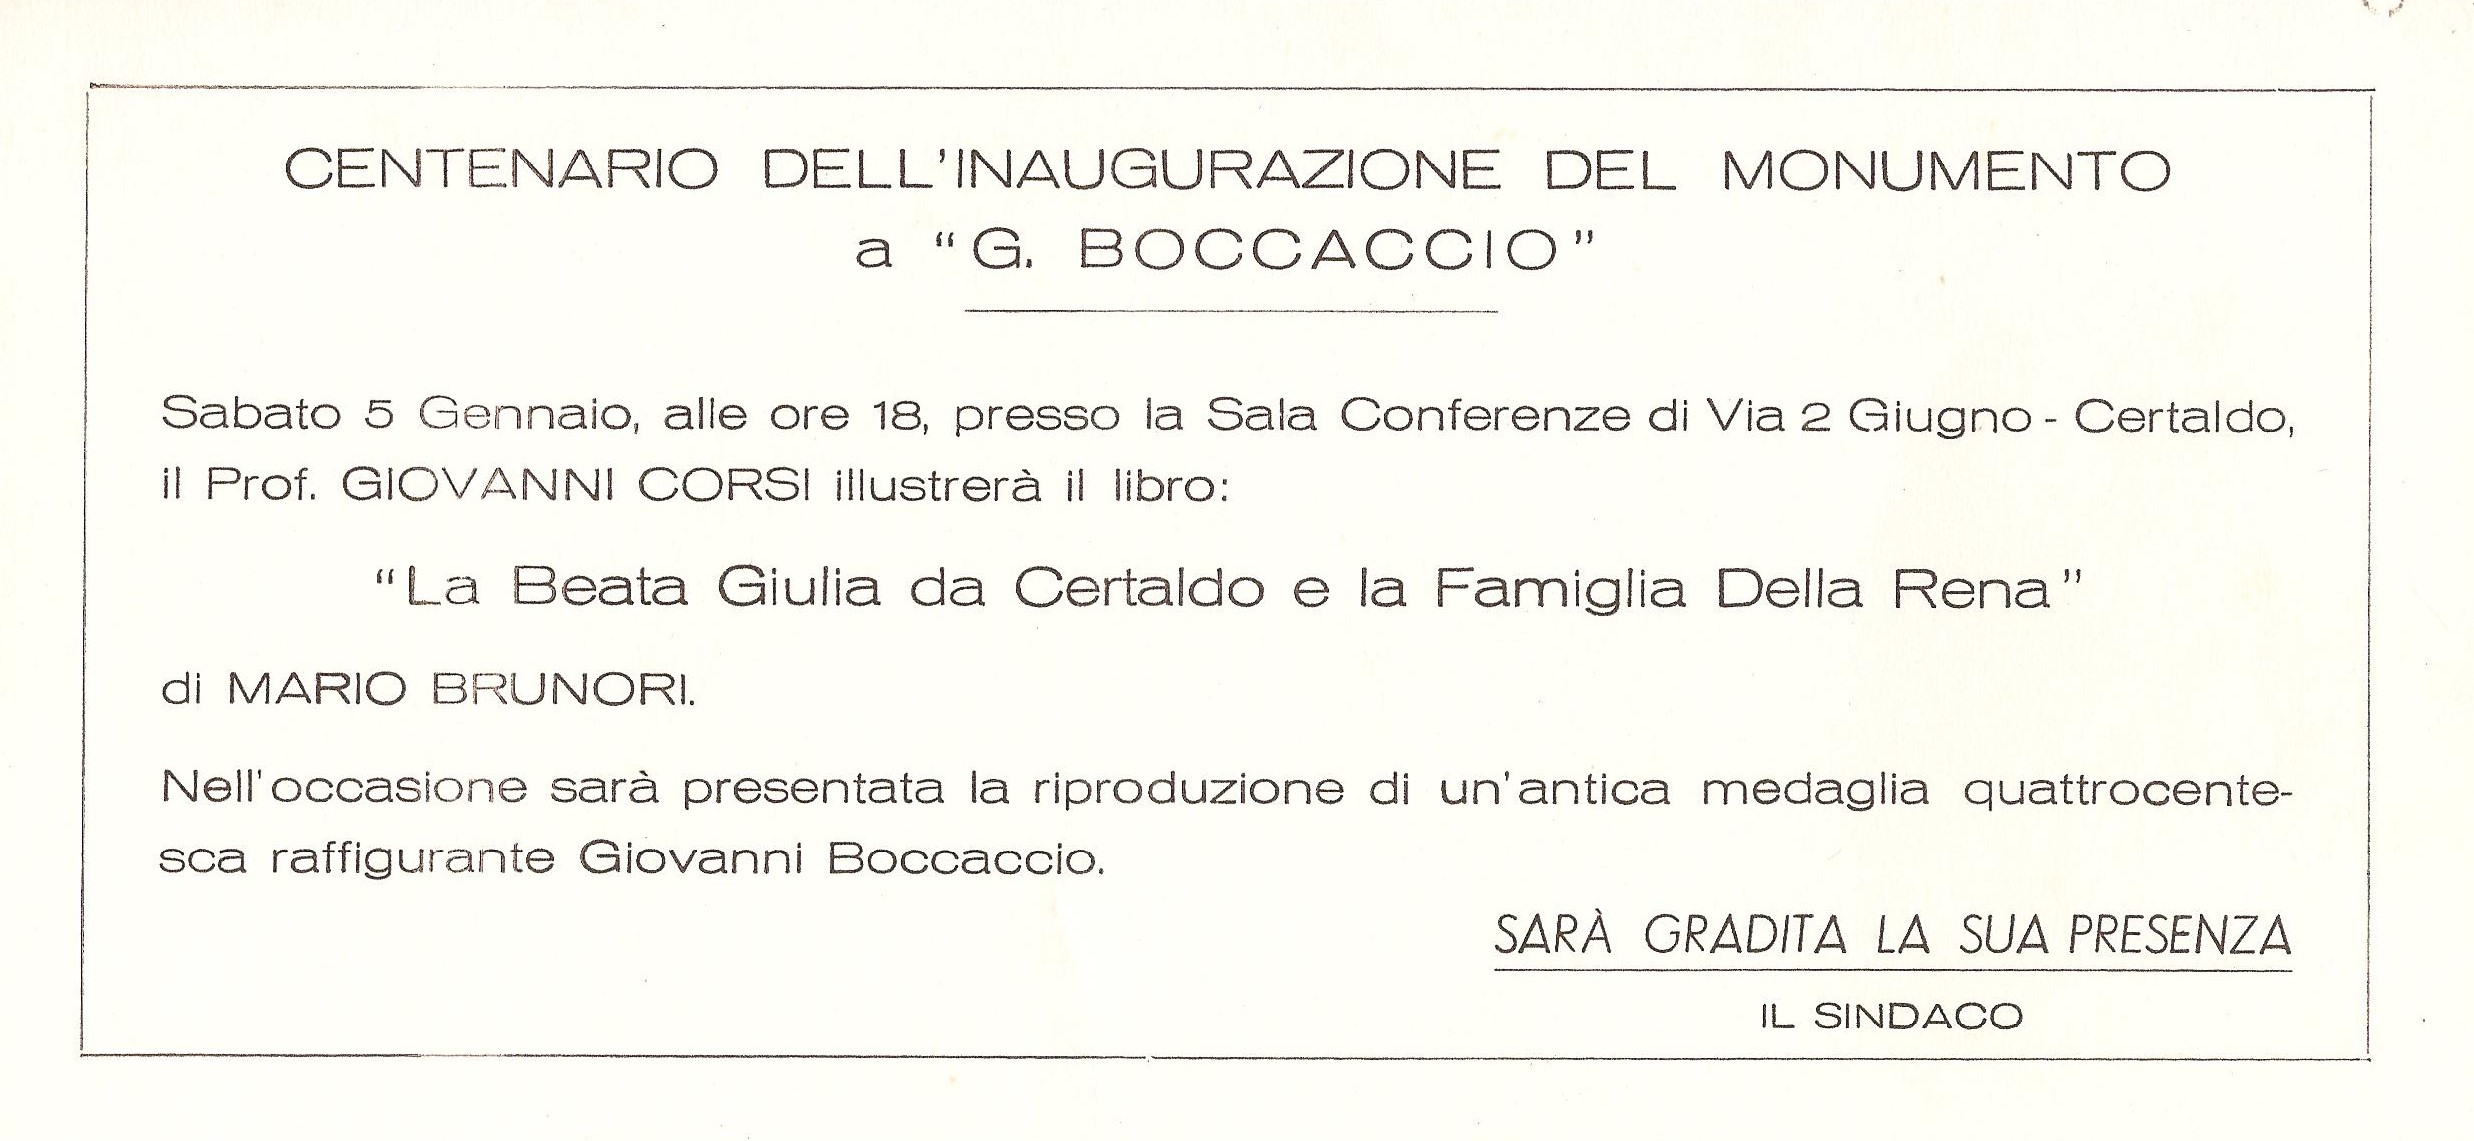 CENTENARIO DELL'INAUGURAZIONE DEL MONUMENTO
a “G. BOCCACCIO”
Sabato 5 Gennaio, alle ore 18, presso la Sala Conferenze di Via 2 Giugno - Certaldo,
il Prof. GIOVANNI CORSI illustrerà il libro:
“La Beata Giulia da Certaldo e la Famiglia Della Rena”
di MARIO BRUNORI.
Nell'occasione sarà presentata la riproduzione di un'antica medaglia quattrocente-
sca raffigurante Giovanni Boccaccio.
SARÀ GRADITA LA SUA PRESENZA
IL SINDACO